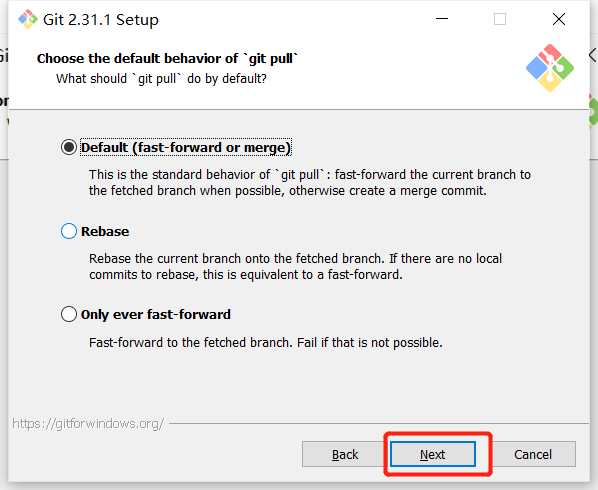 Git 2.31.1 Setup
Choose the default behavior of `git pull`
What should `git pull` do by default?
Default (fast-forward or merge)
This is the standard behavior of `git pull`: fast-forward the current branch to
the fetched branch when possible, otherwise create a merge commit.
Rebase
Rebase the current branch onto the fetched branch. If there are no local
commits to rebase, this is equivalent to a fast-forward.
Only ever fast-forward
Fast-forward to the fetched branch. Fail if that is not possible.
https://gitforwindows.org/
Back
Next
Cancel